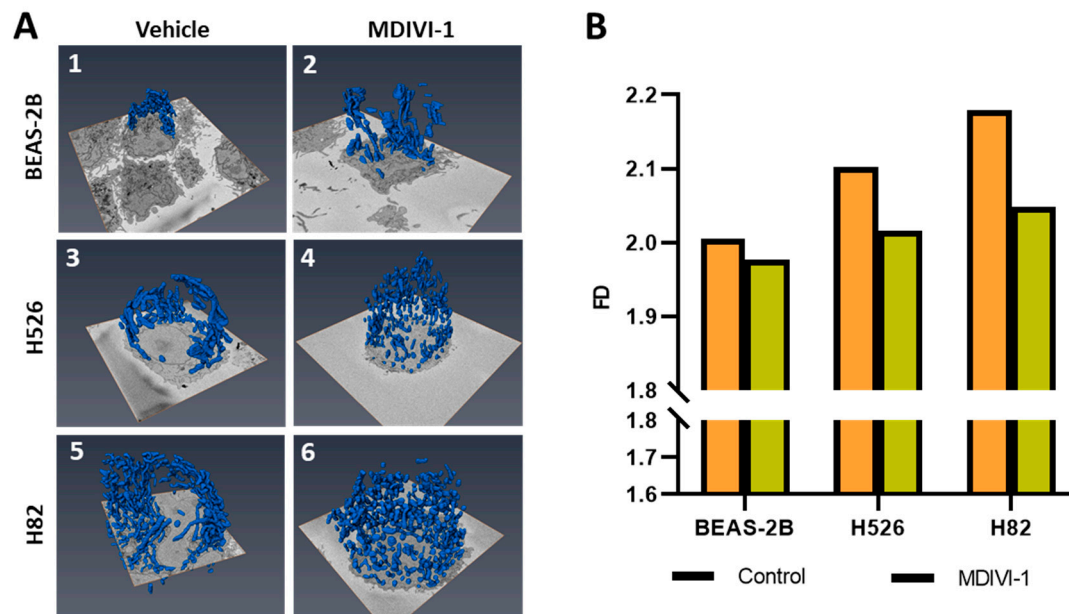 A
Vehicle
MDIVI-1
BEAS-2B
1
2
H526
3
4
H82
5
6
B
FD
2.2
2.1
2.0
1.9
1.8
1.8
1.7
1.6
BEAS-2B H526 H82
Control MDIVI-1